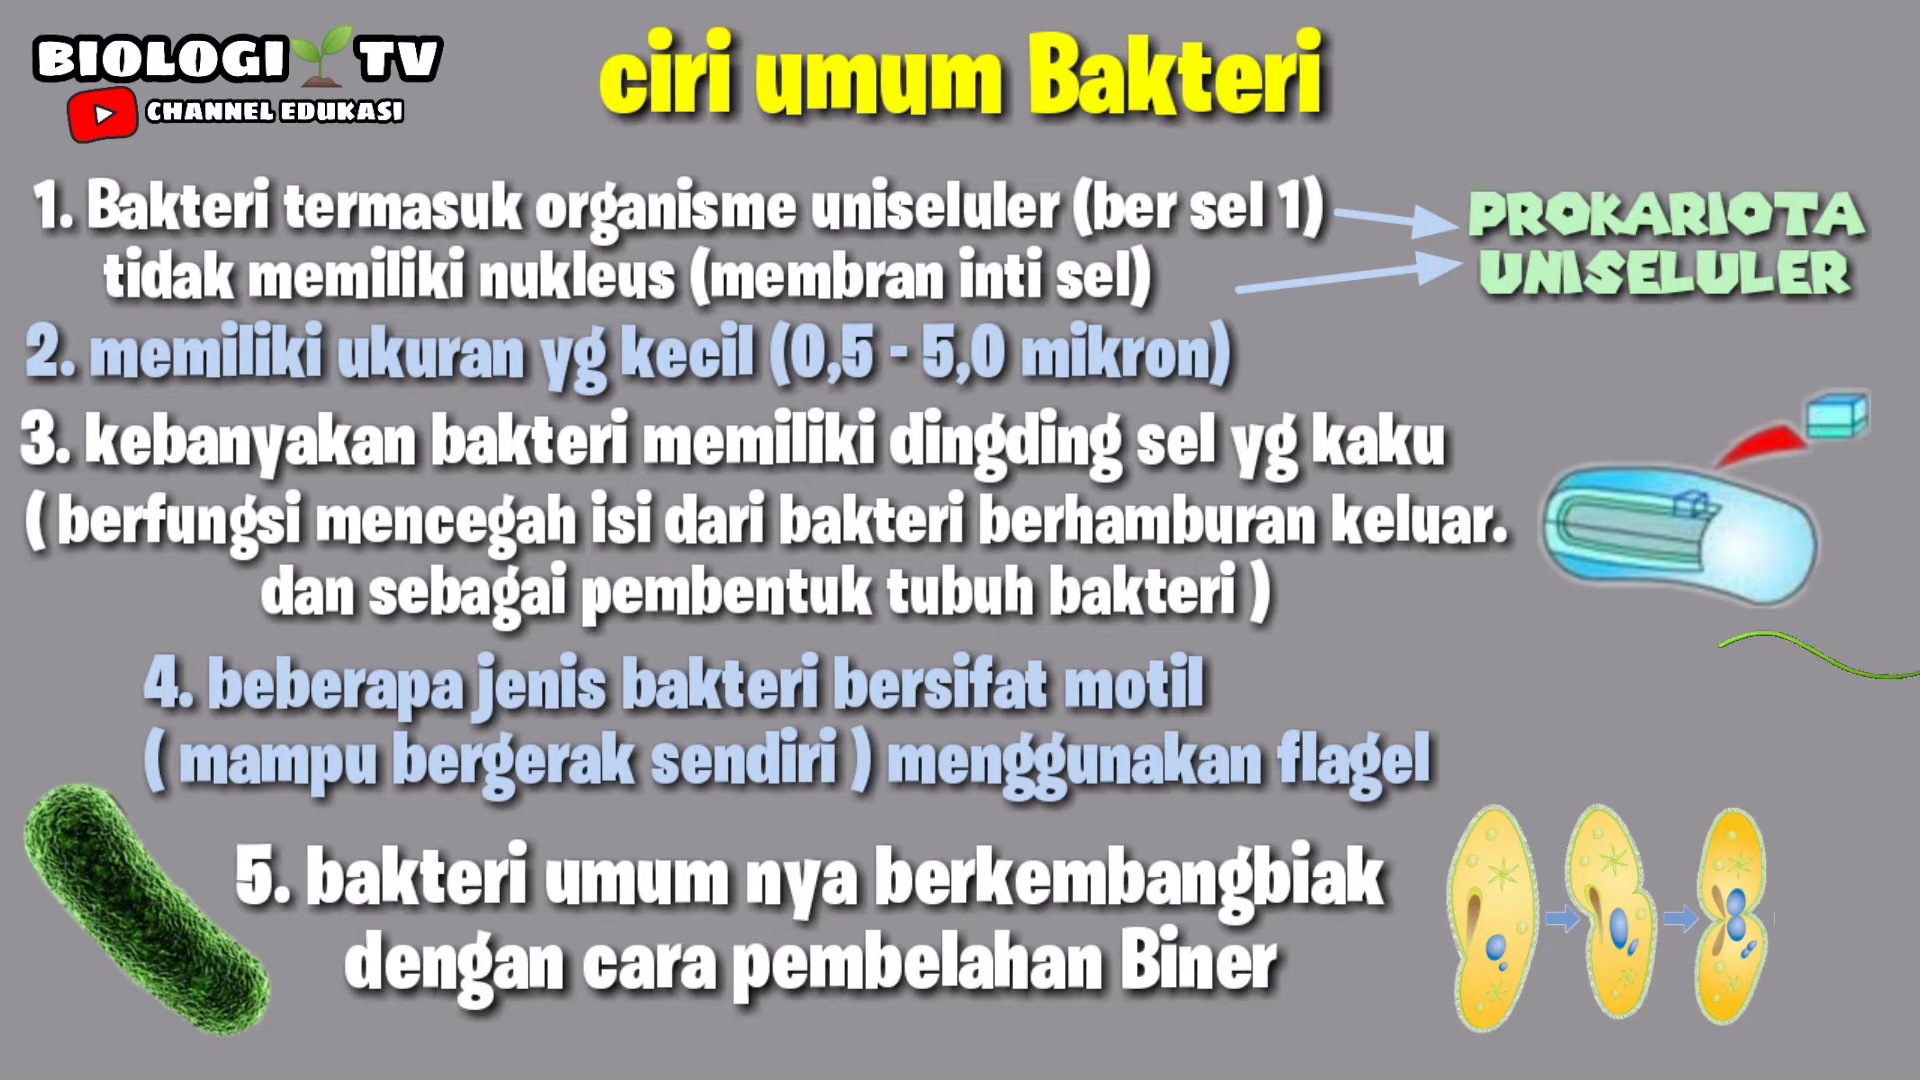 BIOLOGI TV
CHANNEL EDUKASI
ciri umum Bakteri
1. Bakteri termasuk organisme uniseluler (ber sel 1)
tidak memiliki nukleus (membran inti sel)
PROKARIOTA
UNISELULER
2. memiliki ukuran yg kecil (0,5 - 5,0 mikron)
3. kebanyakan bakteri memiliki dingding sel yg kaku
( berfungsi mencegah isi dari bakteri berhamburan keluar.
dan sebagai pembentuk tubuh bakteri )
4. beberapa jenis bakteri bersifat motil
( mampu bergerak sendiri ) menggunakan flagel
5. bakteri umum nya berkembangbiak
dengan cara pembelahan Biner